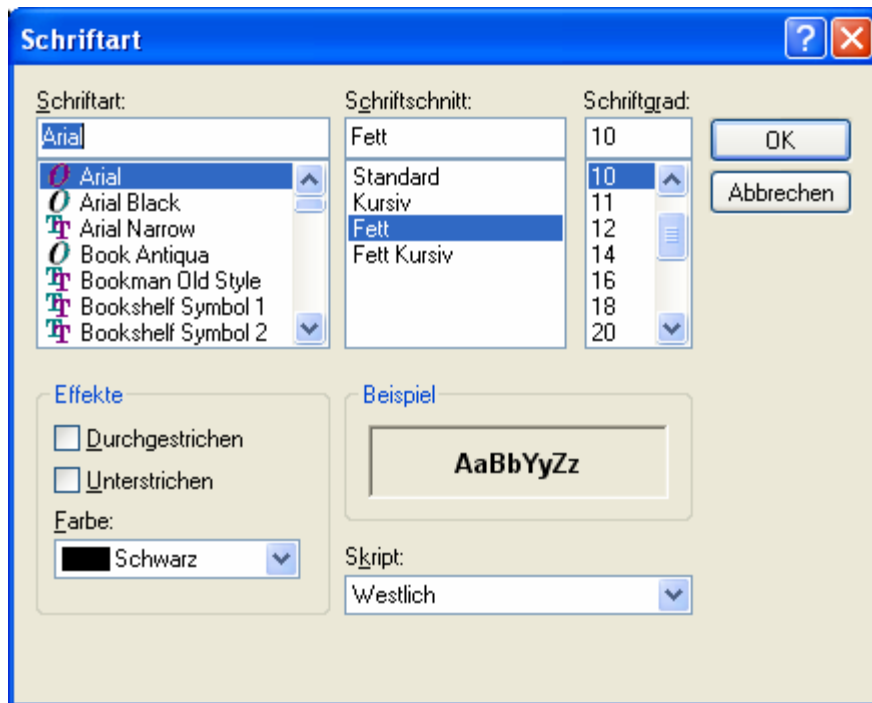 Schriftart
Schriftart:
Arial
Arial
Arial Black
Arial Narrow
Book Antiqua
Bookman Old Style
Bookshelf Symbol 1
Bookshelf Symbol 2
Schriftschnitt:
Fett
Standard
Kursiv
Fett
Fett Kursiv
Schriftgrad:
10
10
11
12
14
16
18
20
OK
Abbrechen
Effekte
Durchgestrichen
Unterstrichen
Farbe:
Schwarz
Beispiel
AaBbYyZz
Skript:
Westlich